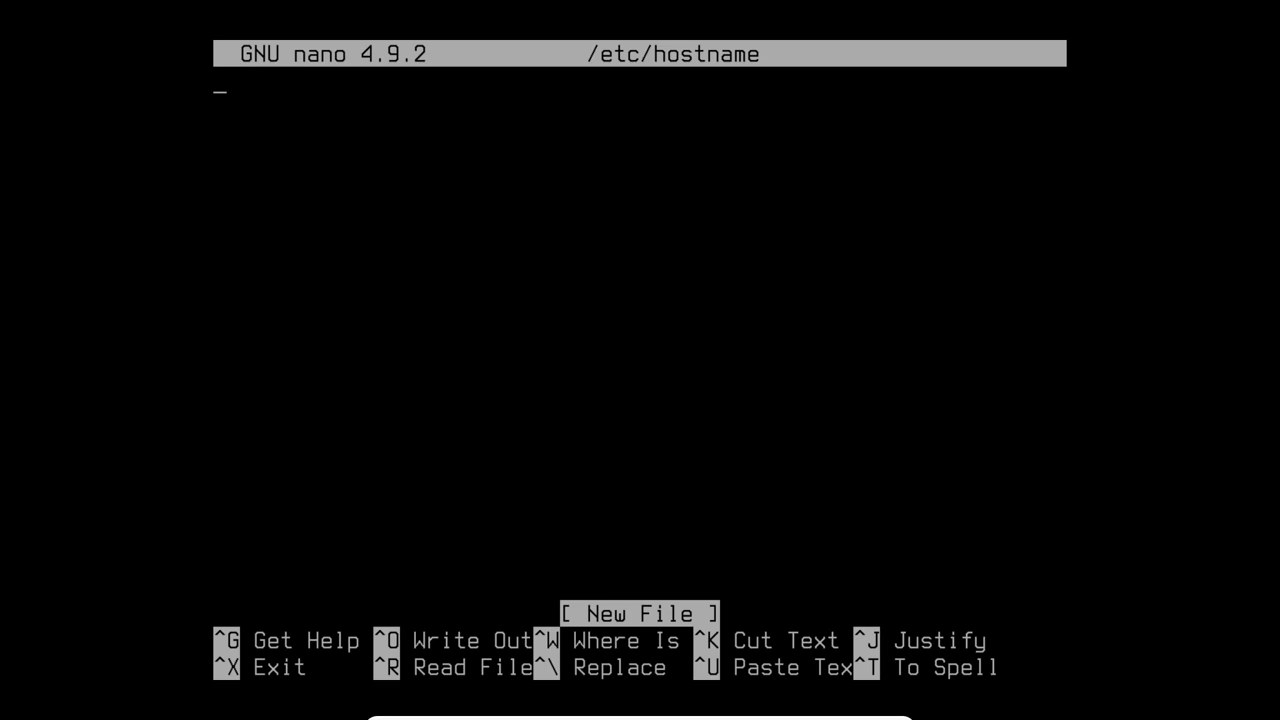 GNU nano 4.9.2 /etc/hostname
[ New File ]
^G Get Help ^O Write Out^W Where Is ^K Cut Text ^J Justify
^X Exit ^R Read File^\ Replace ^U Paste Tex^T To Spell